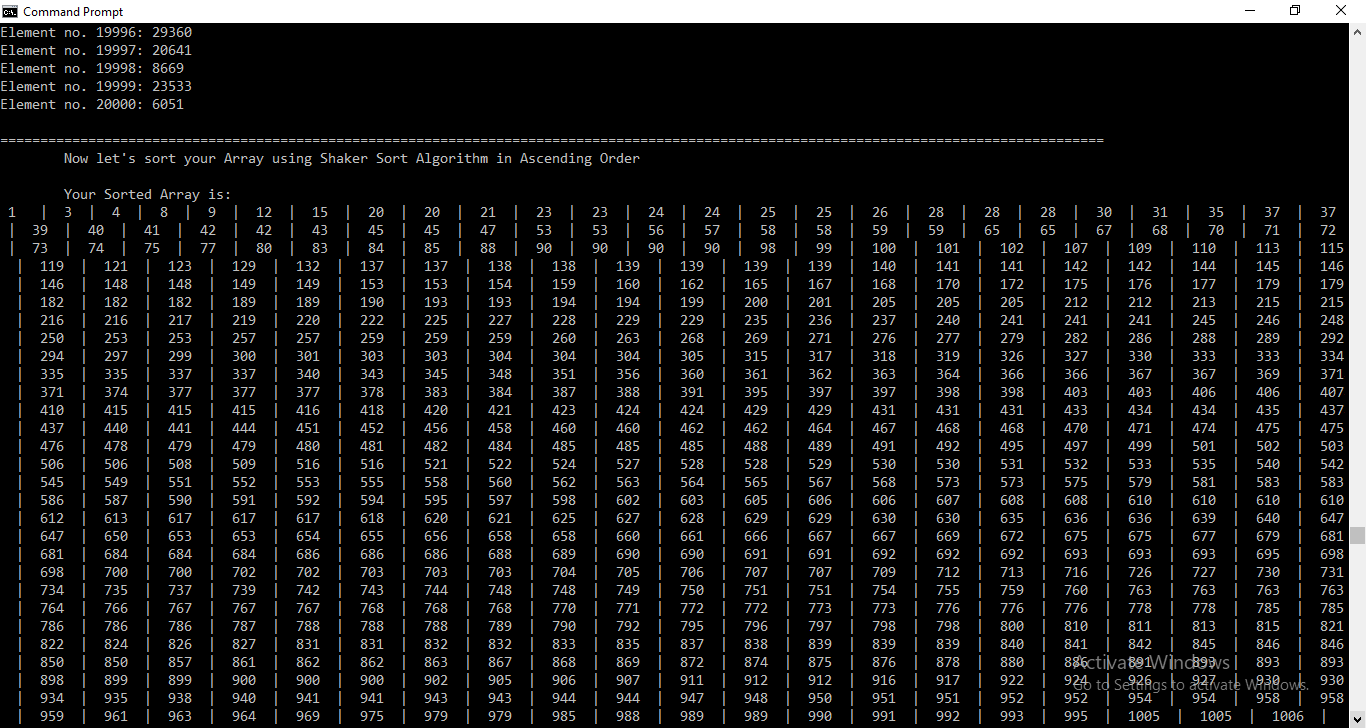 Command Prompt
Element no. 19996: 29360
Element no. 19997: 20641
Element no. 19998: 8669
Element no. 19999: 23533
Element no. 20000: 6051
==========================================================================================================================================
Now let's sort your Array using Shaker Sort Algorithm in Ascending Order
Your Sorted Array is:
1 | 3 | 4 | 8 | 9 | 12 | 15 | 20 | 20 | 21 | 23 | 23 | 24 | 24 | 25 | 25 | 26 | 28 | 28 | 28 | 30 | 31 | 35 | 37 | 37
| 39 | 40 | 41 | 42 | 42 | 43 | 45 | 45 | 47 | 53 | 53 | 56 | 57 | 58 | 58 | 59 | 59 | 65 | 65 | 67 | 68 | 70 | 71 | 72
| 73 | 74 | 75 | 77 | 80 | 83 | 84 | 85 | 88 | 90 | 90 | 90 | 90 | 98 | 99 | 100 | 101 | 102 | 107 | 109 | 110 | 113 | 115
| 119 | 121 | 123 | 129 | 132 | 137 | 137 | 138 | 138 | 139 | 139 | 139 | 139 | 140 | 141 | 141 | 142 | 142 | 144 | 145 | 146
| 146 | 148 | 148 | 149 | 149 | 153 | 153 | 154 | 159 | 160 | 162 | 165 | 167 | 168 | 170 | 172 | 175 | 176 | 177 | 179 | 179
| 182 | 182 | 182 | 189 | 189 | 190 | 193 | 193 | 194 | 194 | 199 | 200 | 201 | 205 | 205 | 205 | 212 | 212 | 213 | 215 | 215
| 216 | 216 | 217 | 219 | 220 | 222 | 225 | 227 | 228 | 229 | 229 | 235 | 236 | 237 | 240 | 241 | 241 | 241 | 245 | 246 | 248
| 250 | 253 | 253 | 257 | 257 | 259 | 259 | 259 | 260 | 263 | 268 | 269 | 271 | 276 | 277 | 279 | 282 | 286 | 288 | 289 | 292
| 294 | 297 | 299 | 300 | 301 | 303 | 303 | 304 | 304 | 304 | 305 | 315 | 317 | 318 | 319 | 326 | 327 | 330 | 333 | 333 | 334
| 335 | 335 | 337 | 337 | 340 | 343 | 345 | 348 | 351 | 356 | 360 | 361 | 362 | 363 | 364 | 366 | 366 | 367 | 367 | 369 | 371
| 371 | 374 | 377 | 377 | 377 | 378 | 383 | 384 | 387 | 388 | 391 | 395 | 397 | 397 | 398 | 398 | 403 | 403 | 406 | 406 | 407
| 410 | 415 | 415 | 415 | 416 | 418 | 420 | 421 | 423 | 424 | 424 | 429 | 429 | 431 | 431 | 431 | 433 | 434 | 434 | 435 | 437
| 437 | 440 | 441 | 444 | 451 | 452 | 456 | 458 | 460 | 460 | 462 | 462 | 464 | 467 | 468 | 468 | 470 | 471 | 474 | 475 | 475
| 476 | 478 | 479 | 479 | 480 | 481 | 482 | 484 | 485 | 485 | 485 | 488 | 489 | 491 | 492 | 495 | 497 | 499 | 501 | 502 | 503
| 506 | 506 | 508 | 509 | 516 | 516 | 521 | 522 | 524 | 527 | 528 | 528 | 529 | 530 | 530 | 531 | 532 | 533 | 535 | 540 | 542
| 545 | 549 | 551 | 552 | 553 | 555 | 558 | 560 | 562 | 563 | 564 | 565 | 567 | 568 | 573 | 573 | 575 | 579 | 581 | 583 | 583
| 586 | 587 | 590 | 591 | 592 | 594 | 595 | 597 | 598 | 602 | 603 | 605 | 606 | 606 | 607 | 608 | 608 | 610 | 610 | 610 | 610
| 612 | 613 | 617 | 617 | 617 | 618 | 620 | 621 | 625 | 627 | 628 | 629 | 629 | 630 | 630 | 635 | 636 | 636 | 639 | 640 | 647
| 647 | 650 | 653 | 653 | 654 | 655 | 656 | 658 | 658 | 660 | 661 | 666 | 667 | 667 | 669 | 672 | 675 | 675 | 677 | 679 | 681
| 681 | 684 | 684 | 684 | 686 | 686 | 686 | 688 | 689 | 690 | 690 | 691 | 691 | 692 | 692 | 692 | 693 | 693 | 693 | 695 | 698
| 698 | 700 | 700 | 702 | 702 | 703 | 703 | 703 | 704 | 705 | 706 | 707 | 707 | 709 | 712 | 713 | 716 | 726 | 727 | 730 | 731
| 734 | 735 | 737 | 739 | 742 | 743 | 744 | 748 | 748 | 749 | 750 | 751 | 751 | 754 | 755 | 759 | 760 | 763 | 763 | 763 | 763
| 764 | 766 | 767 | 767 | 767 | 768 | 768 | 768 | 770 | 771 | 772 | 772 | 773 | 773 | 776 | 776 | 776 | 778 | 778 | 785 | 785
| 786 | 786 | 786 | 787 | 788 | 788 | 788 | 789 | 790 | 792 | 795 | 796 | 797 | 798 | 798 | 800 | 810 | 811 | 813 | 815 | 821
| 822 | 824 | 826 | 827 | 831 | 831 | 832 | 832 | 833 | 835 | 837 | 838 | 839 | 839 | 839 | 840 | 841 | 842 | 845 | 846 | 846
| 850 | 850 | 857 | 861 | 862 | 862 | 863 | 867 | 868 | 869 | 872 | 874 | 875 | 876 | 878 | 880 | 886 | 891 | 893 | 893 | 893
| 898 | 899 | 899 | 900 | 900 | 900 | 902 | 905 | 906 | 907 | 911 | 912 | 912 | 916 | 917 | 922 | 924 | 926 | 927 | 930 | 930
| 934 | 935 | 938 | 940 | 941 | 941 | 943 | 943 | 944 | 944 | 947 | 948 | 950 | 951 | 951 | 952 | 952 | 954 | 954 | 958 | 958
| 959 | 961 | 963 | 964 | 969 | 975 | 979 | 979 | 985 | 988 | 989 | 989 | 990 | 991 | 992 | 993 | 995 | 1005 | 1005 | 1006 |
Activate Windows
Go to Settings to activate Windows.